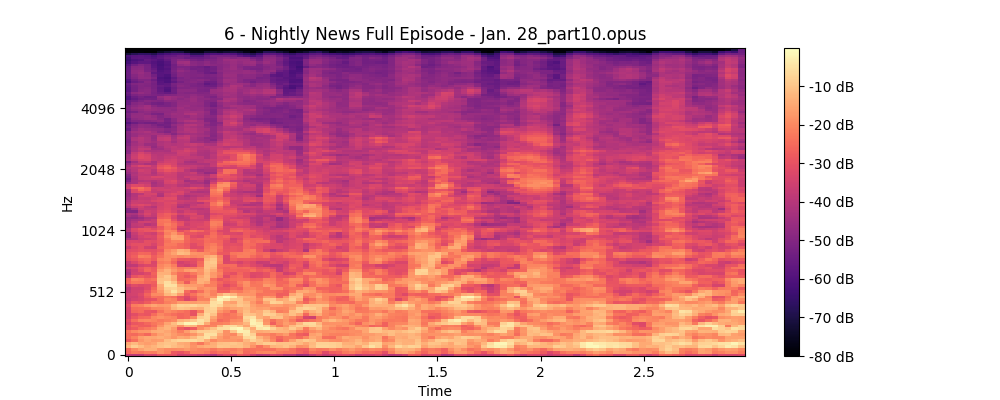 6 - Nightly News Full Episode - Jan. 28_part10.opus
Hz
4096
2048
1024
512
0
0
0.5
1
1.5
2
2.5
Time
-10 dB
-20 dB
-30 dB
-40 dB
-50 dB
-60 dB
-70 dB
-80 dB